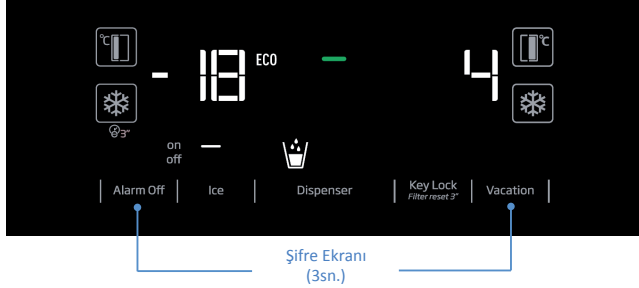 °C
°C
- 18
ECO
4
3"
on
off
Alarm Off
Ice
Dispenser
Key Lock
Filter reset 3"
Vacation
Şifre Ekranı
(3sn.)